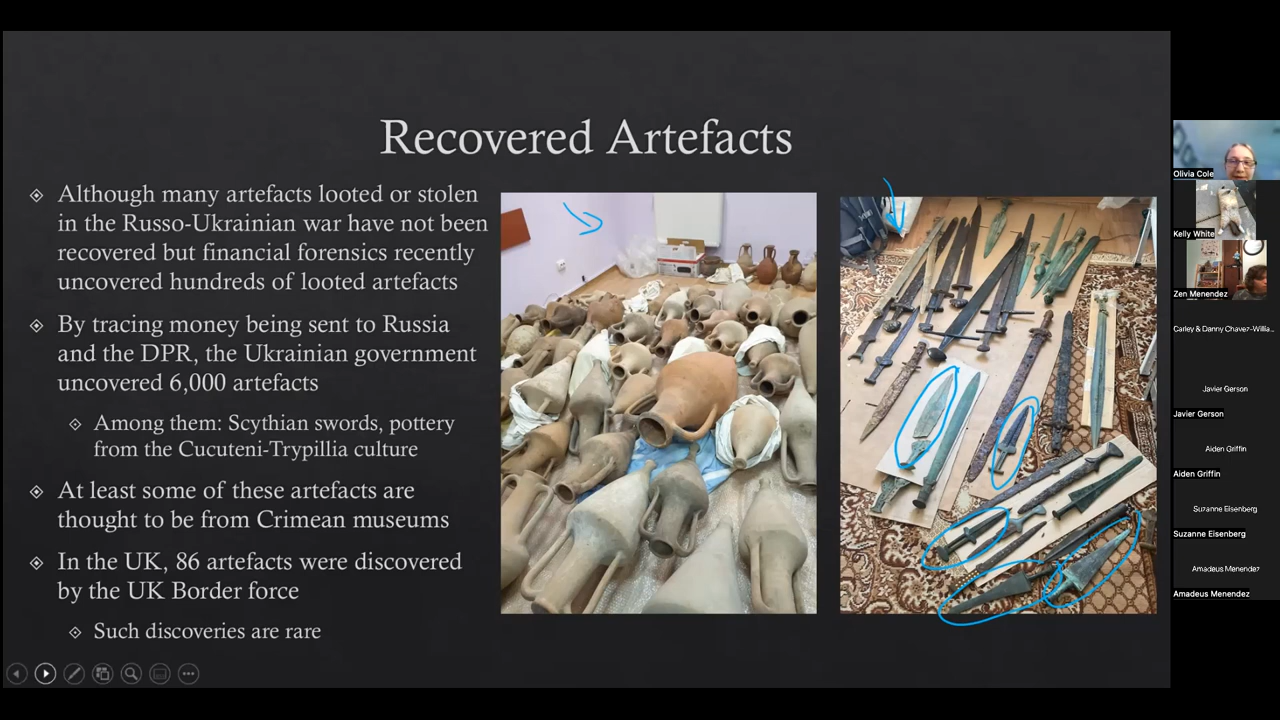 Recovered Artefacts
Although many artefacts looted or stolen
in the Russo-Ukrainian war have not been
recovered but financial forensics recently
uncovered hundreds of looted artefacts
By tracing money being sent to Russia
and the DPR, the Ukrainian government
uncovered 6,000 artefacts
Among them: Scythian swords, pottery
from the Cucuteni-Trypillia culture
At least some of these artefacts are
thought to be from Crimean museums
In the UK, 86 artefacts were discovered
by the UK Border force
Such discoveries are rare
Olivia Cole
Kelly White
Zen Menendez
Carley & Danny Chavez-Willia...
Javier Gerson
Javier Gerson
Aiden Griffin
Aiden Griffin
Suzanne Eisenberg
Suzanne Eisenberg
Amadeus Menendez
Amadeus Menendez